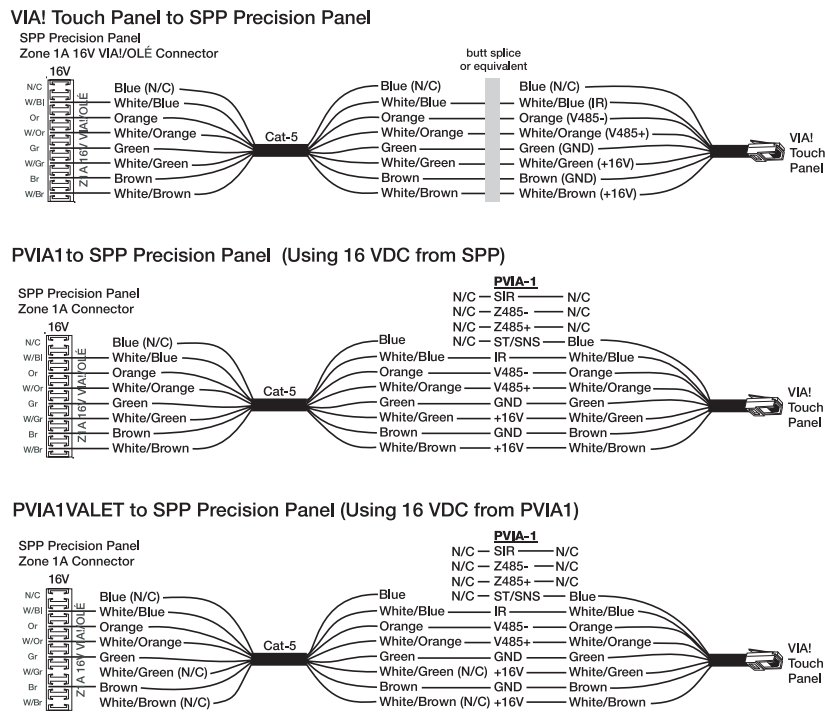 VIA! Touch Panel to SPP Precision Panel
SPP Precision Panel
Zone 1A 16V VIA!/OLÉ Connector
16V
Z1A 16V VIA!/OLÉ
butt splice
or equivalent
N/C Blue (N/C) Blue (N/C) Blue (N/C)
W/Bl White/Blue White/Blue White/Blue (IR)
Or Orange Orange Orange (V485-)
W/Or White/Orange White/Orange White/Orange (V485+)
Cat-5
Gr Green Green Green (GND)
W/Gr White/Green White/Green White/Green (+16V)
Br Brown Brown Brown (GND)
W/Br White/Brown White/Brown White/Brown (+16V)
VIA!
Touch
Panel
PVIA1 to SPP Precision Panel (Using 16 VDC from SPP)
SPP Precision Panel
Zone 1A Connector
16V
Z1A 16V VIA!/OLÉ
PVIA-1
N/C SIR N/C
N/C Z485- N/C
N/C Z485+ N/C
N/C Blue (N/C) Blue N/C ST/SNS Blue
W/Bl White/Blue White/Blue IR White/Blue
Or Orange Orange V485- Orange
W/Or White/Orange White/Orange V485+ White/Orange
Cat-5
Gr Green Green GND Green
W/Gr White/Green White/Green +16V White/Green
Br Brown Brown GND Brown
W/Br White/Brown White/Brown +16V White/Brown
VIA!
Touch
Panel
PVIA1VALET to SPP Precision Panel (Using 16 VDC from PVIA1)
SPP Precision Panel
Zone 1A Connector
16V
Z1A 16V VIA!/OLÉ
PVIA-1
N/C SIR N/C
N/C Z485- N/C
N/C Z485+ N/C
N/C Blue (N/C) Blue N/C ST/SNS Blue
W/Bl White/Blue White/Blue IR White/Blue
Or Orange Orange V485- Orange
W/Or White/Orange White/Orange V485+ White/Orange
Cat-5
Gr Green Green GND Green
W/Gr White/Green (N/C) White/Green (N/C) +16V White/Green
Br Brown Brown GND Brown
W/Br White/Brown (N/C) White/Brown (N/C) +16V White/Brown
VIA!
Touch
Panel